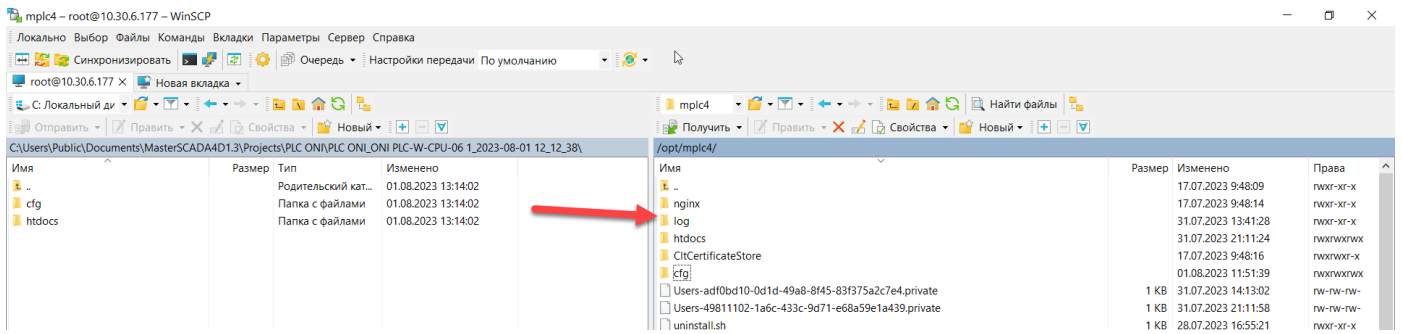 mplc4 – root@10.30.6.177 – WinSCP
Локально Выбор Файлы Команды Вкладки Параметры Сервер Справка
Синхронизировать Очередь Настройки передачи По умолчанию
root@10.30.6.177 Новая вкладка
C: Локальный ди
Отправить Править Свойства Новый
C:\Users\Public\Documents\MasterSCADA4D1.3\Projects\PLC ONI\PLC ONI_ONI PLC-W-CPU-06 1_2023-08-01 12_12_38\
Имя Размер Тип Изменено
.. Родительский кат... 01.08.2023 13:14:02
cfg Папка с файлами 01.08.2023 13:14:02
htdocs Папка с файлами 01.08.2023 13:14:02
mplc4 Найти файлы
Получить Править Свойства Новый
/opt/mplc4/
Имя Размер Изменено Права
.. 17.07.2023 9:48:09 rwxr-xr-x
nginx 17.07.2023 9:48:14 rwxr-xr-x
log 31.07.2023 13:41:28 rwxr-xr-x
htdocs 31.07.2023 21:11:24 rwxrwxrwx
CltCertificateStore 17.07.2023 9:48:16 rwxrwxr-x
cfg 01.08.2023 11:51:39 rwxrwxrwx
Users-adf0bd10-0d1d-49a8-8f45-83f375a2c7e4.private 1 KB 31.07.2023 14:13:02 rw-rw-rw-
Users-49811102-1a6c-433c-9d71-e68a59e1a439.private 1 KB 31.07.2023 21:11:58 rw-rw-rw-
uninstall.sh 1 KB 28.07.2023 16:55:21 rwxr-xr-x